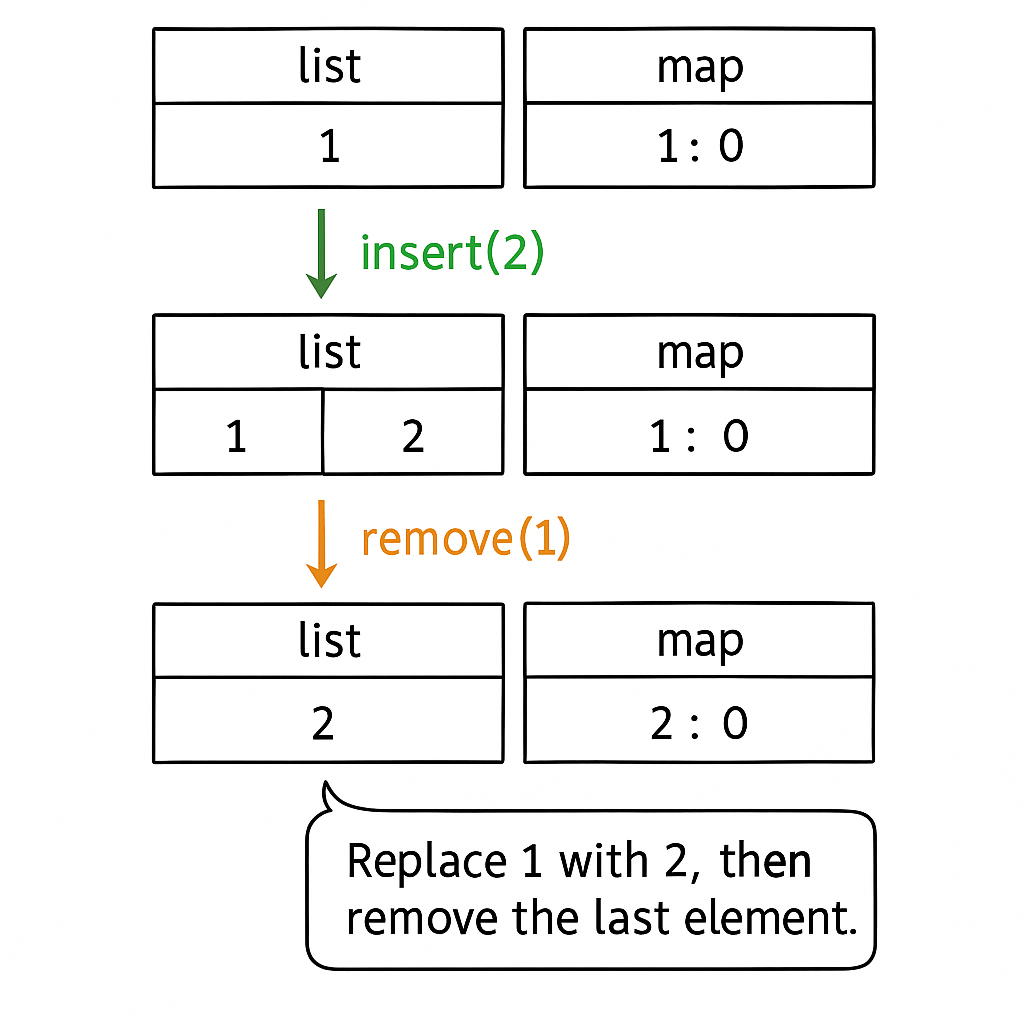 list map
1 1: 0
insert(2)
list map
1 2 1: 0
remove(1)
list map
2 2: 0
Replace 1 with 2, then
remove the last element.